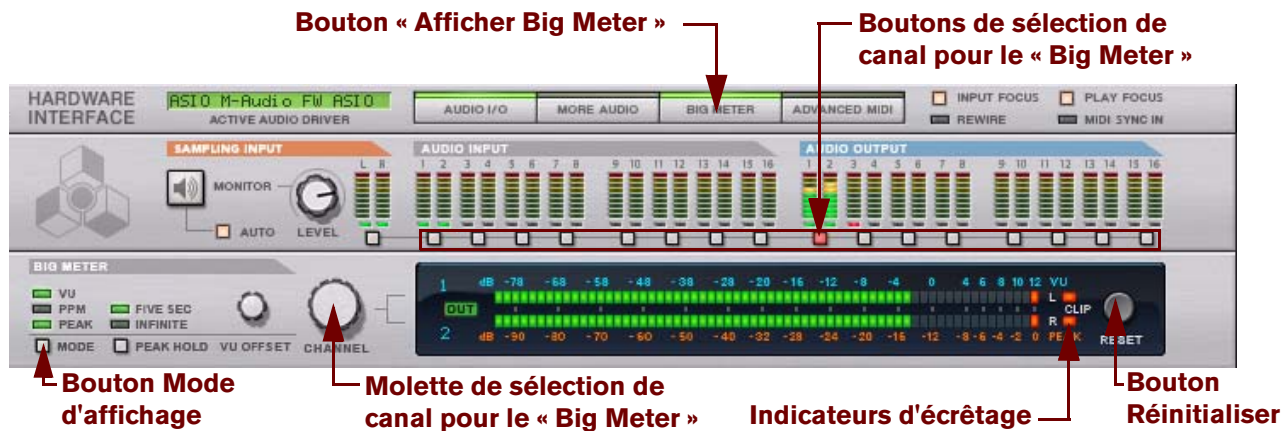 Bouton « Afficher Big Meter »
Boutons de sélection de
canal pour le « Big Meter »
HARDWARE
INTERFACE
ASIO M-Audio FW ASIO
ACTIVE AUDIO DRIVER
AUDIO I/O
MORE AUDIO
BIG METER
ADVANCED MIDI
INPUT FOCUS
PLAY FOCUS
REWIRE
MIDI SYNC IN
SAMPLING INPUT
L R
MONITOR
AUTO
LEVEL
AUDIO INPUT
1 2 3 4 5 6 7 8 9 10 11 12 13 14 15 16
AUDIO OUTPUT
1 2 3 4 5 6 7 8 9 10 11 12 13 14 15 16
BIG METER
VU
PPM
PEAK
FIVE SEC
INFINITE
MODE
PEAK HOLD
VU OFFSET
CHANNEL
1 dB -78 -68 -58 -48 -38 -28 -20 -16 -12 -8 -4 0 4 6 8 10 12 VU
OUT
L
CLIP
R
2 dB -90 -80 -70 -60 -50 -42 -32 -28 -24 -20 -16 -12 -8 -6 -4 -2 0 PEAK
RESET
Bouton Mode
d'affichage
Molette de sélection de
canal pour le « Big Meter »
Indicateurs d'écrêtage
Bouton
Réinitialiser